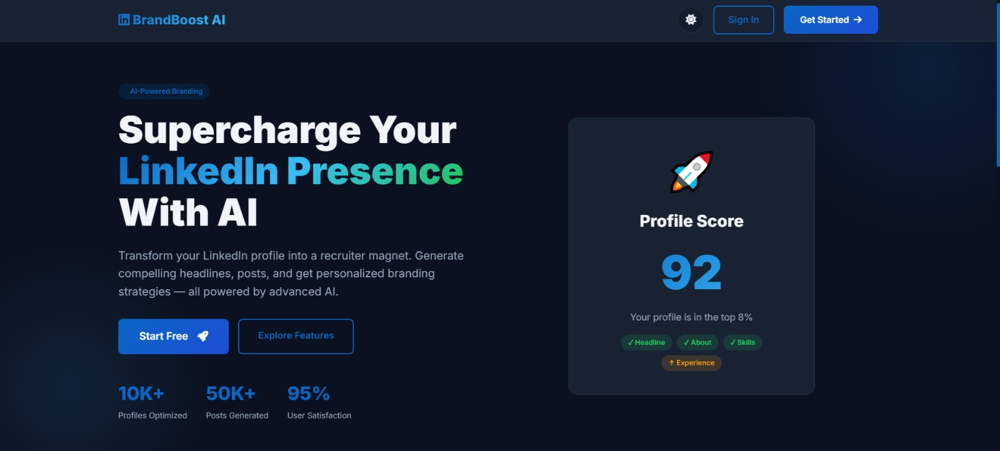 in BrandBoost AI
Sign In
Get Started →
AI-Powered Branding
Supercharge Your
LinkedIn Presence
With AI
Transform your LinkedIn profile into a recruiter magnet. Generate
compelling headlines, posts, and get personalized branding
strategies — all powered by advanced AI.
Start Free
Explore Features
10K+
Profiles Optimized
50K+
Posts Generated
95%
User Satisfaction
Profile Score
92
Your profile is in the top 8%
✓ Headline
✓ About
✓ Skills
↑ Experience